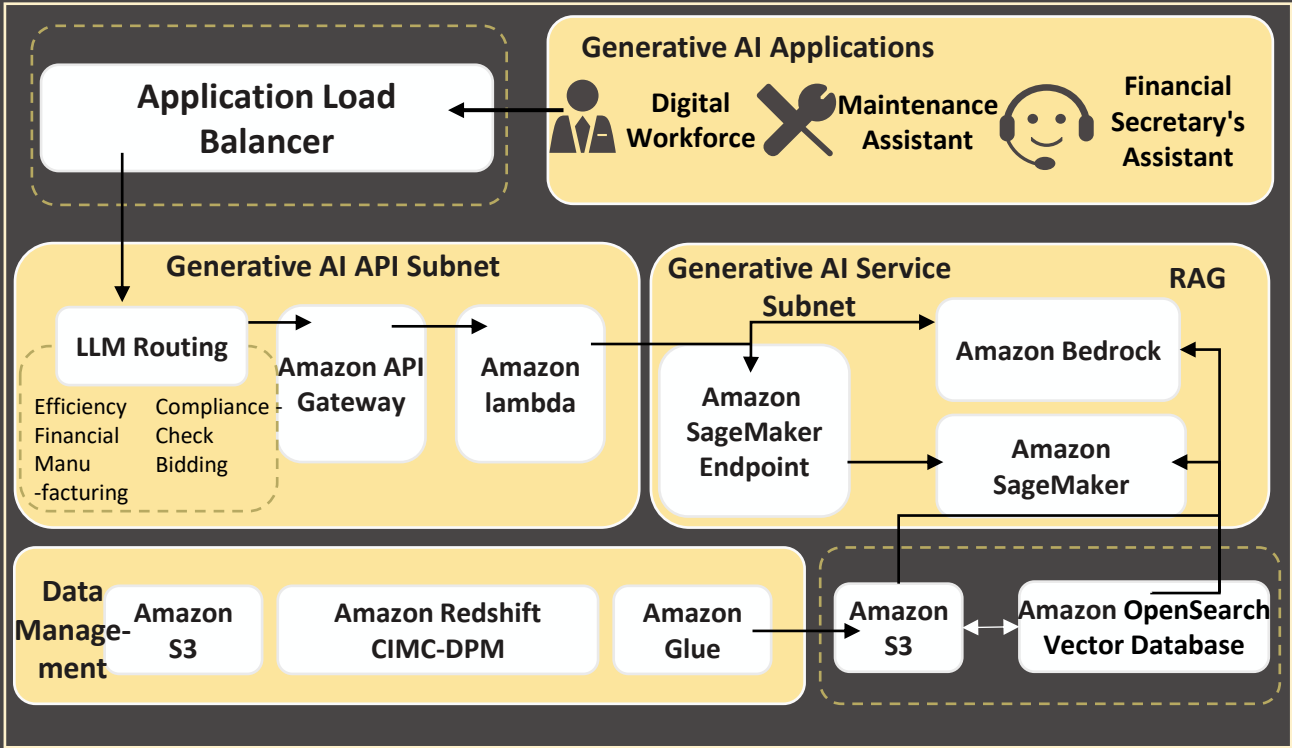 Generative AI Applications
Application Load
Balancer
Digital
Workforce
Maintenance
Assistant
Financial
Secretary's
Assistant
Generative AI API Subnet
LLM Routing
Efficiency
Financial
Manu
-facturing
Compliance -
Check
Bidding
Amazon API
Gateway
Amazon
lambda
Generative AI Service
Subnet
RAG
Amazon Bedrock
Amazon
SageMaker
Endpoint
Amazon
SageMaker
Data
Manage-
ment
Amazon
S3
Amazon Redshift
CIMC-DPM
Amazon
Glue
Amazon
S3
Amazon OpenSearch
Vector Database